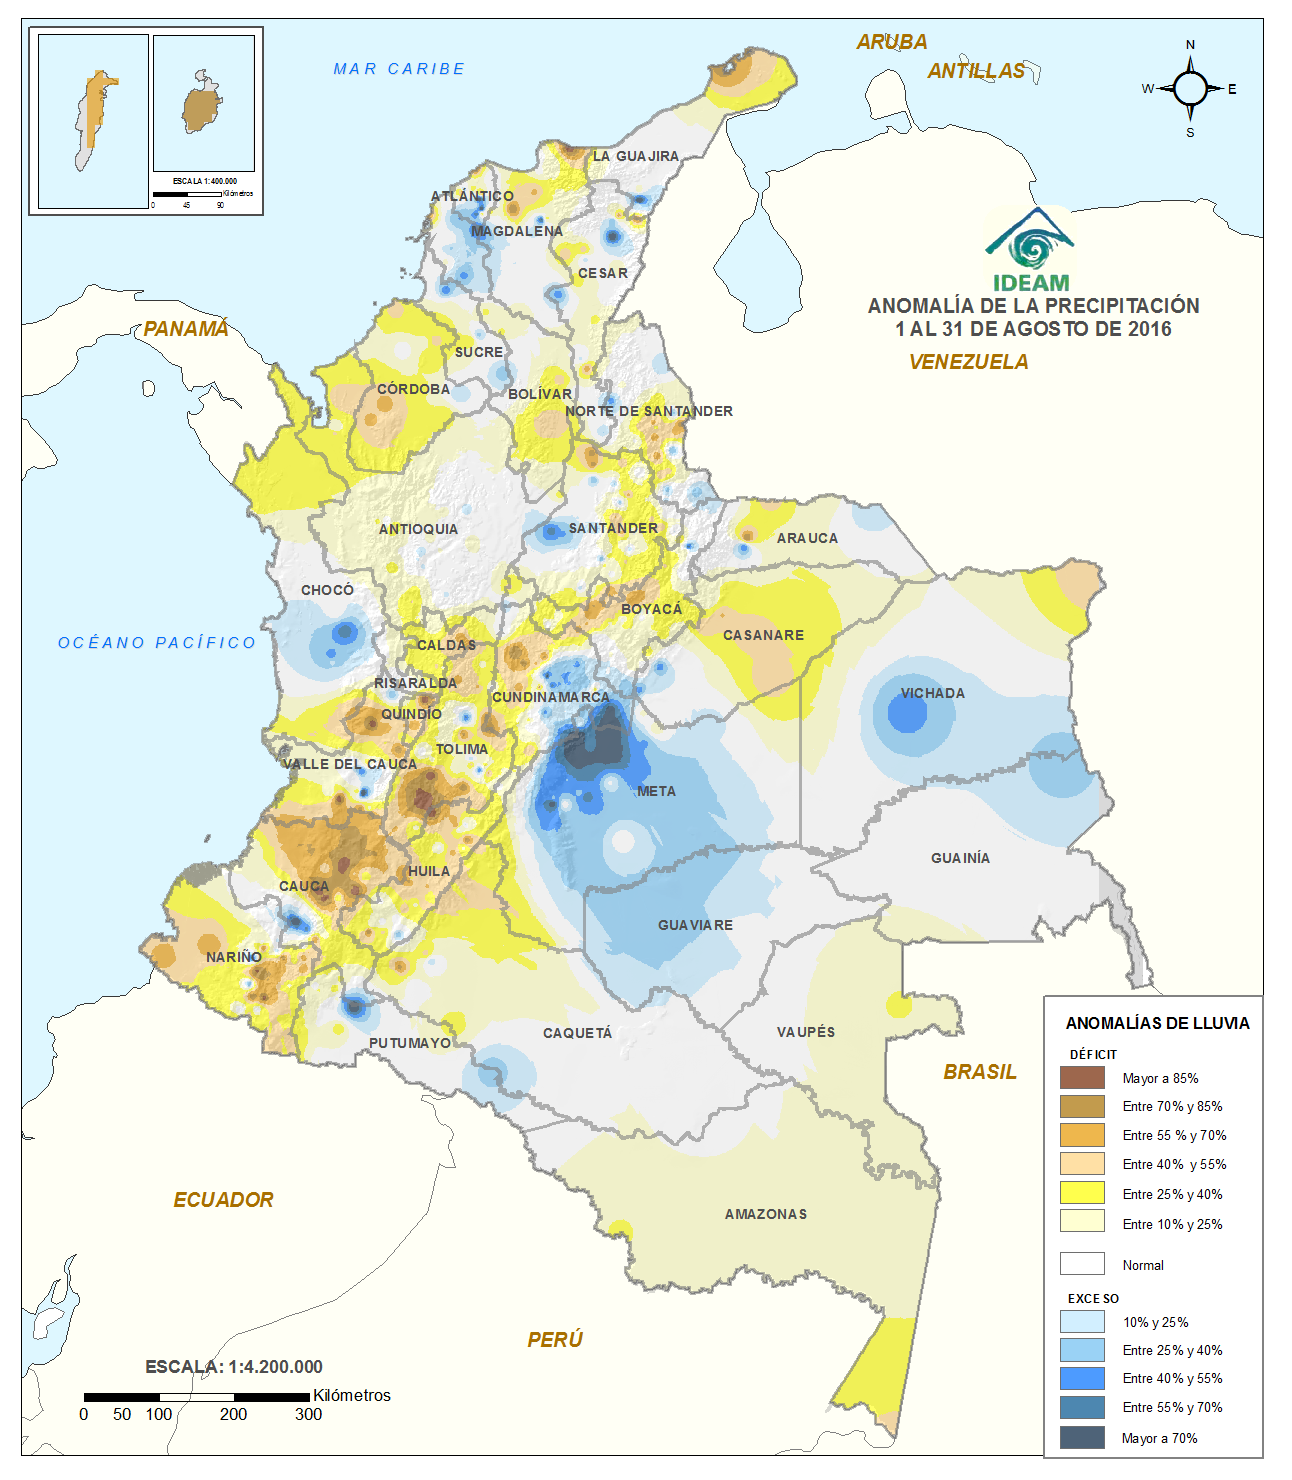 MAR CARIBE
ARUBA
ANTILLAS
N
W
E
S
ESCALA 1:400.000
Kilómetros
0 45 90
LA GUAJIRA
ATLÁNTICO
MAGDALENA
CESAR
IDEAM
ANOMALÍA DE LA PRECIPITACIÓN
1 AL 31 DE AGOSTO DE 2016
PANAMÁ
VENEZUELA
SUCRE
CÓRDOBA
BOLÍVAR
NORTE DE SANTANDER
ANTIOQUIA
SANTANDER
ARAUCA
CHOCÓ
BOYACÁ
CASANARE
OCÉANO PACÍFICO
CALDAS
RISARALDA
CUNDINAMARCA
VICHADA
QUINDÍO
TOLIMA
VALLE DEL CAUCA
META
GUAINÍA
HUILA
CAUCA
GUAVIARE
NARIÑO
CAQUETÁ
VAUPÉS
PUTUMAYO
BRASIL
ECUADOR
AMAZONAS
PERÚ
ANOMALÍAS DE LLUVIA
DÉFICIT
Mayor a 85%
Entre 70% y 85%
Entre 55 % y 70%
Entre 40% y 55%
Entre 25% y 40%
Entre 10% y 25%
Normal
EXCESO
10% y 25%
Entre 25% y 40%
Entre 40% y 55%
Entre 55% y 70%
Mayor a 70%
ESCALA: 1:4.200.000
Kilómetros
0 50 100 200 300